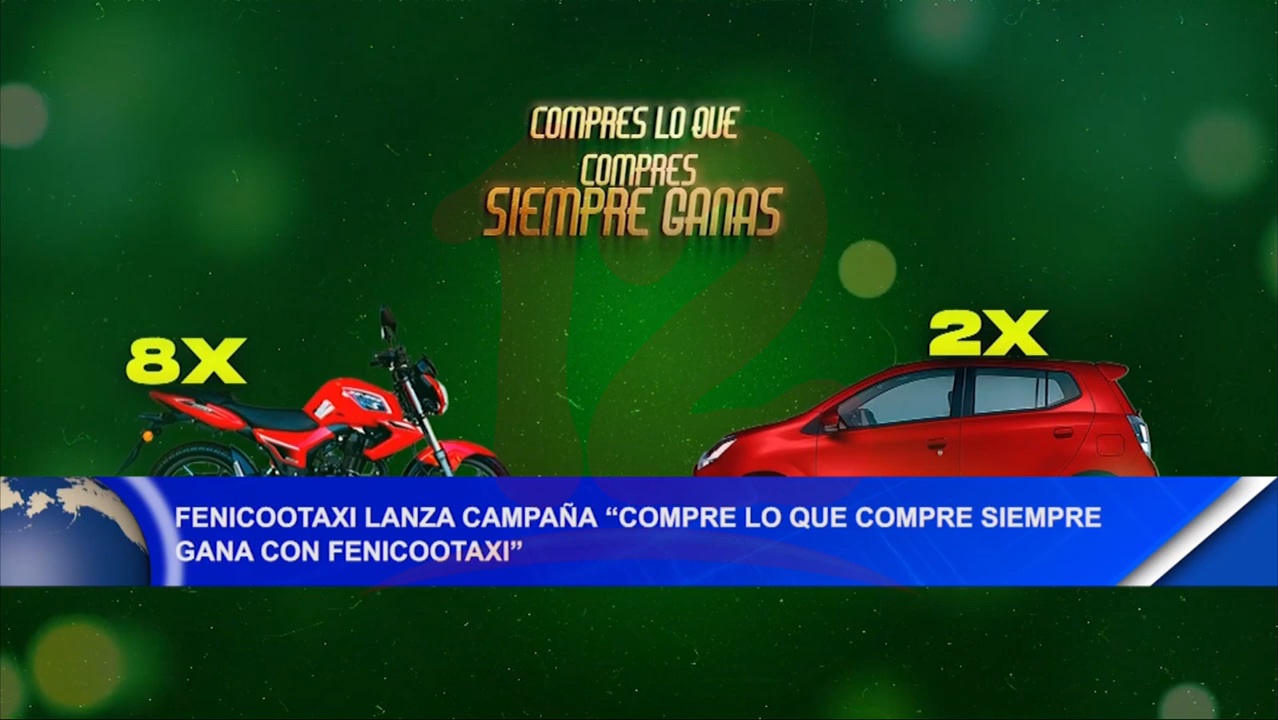 COMPRES LO QUE
COMPRES
SIEMPRE GANAS
8X
2X
FENICOOTAXI LANZA CAMPAÑA “COMPRE LO QUE COMPRE SIEMPRE
GANA CON FENICOOTAXI”
12